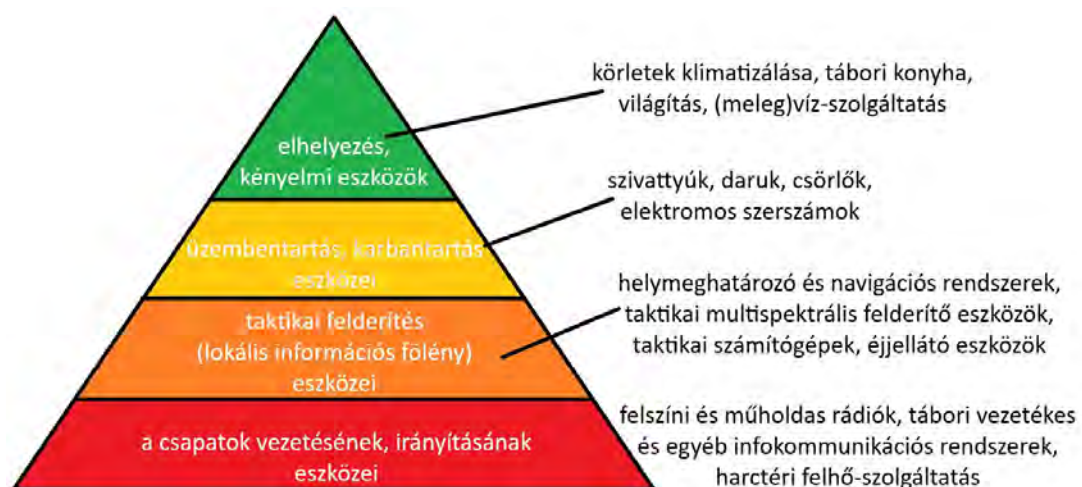 körletek klimatizálása, tábori konyha,
világítás, (meleg)víz-szolgáltatás
elhelyezés,
kényelmi eszközök
szivattyúk, daruk, csörlők,
elektromos szerszámok
üzembentartás, karbantartás
eszközei
helymeghatározó és navigációs rendszerek,
taktikai multispektrális felderítő eszközök,
taktikai számítógépek, éjjellátó eszközök
taktikai felderítés
(lokális információs fölény)
eszközei
felszíni és műholdas rádiók, tábori vezetékes
és egyéb infokommunikációs rendszerek,
harctéri felhő-szolgáltatás
a csapatok vezetésének, irányításának
eszközei